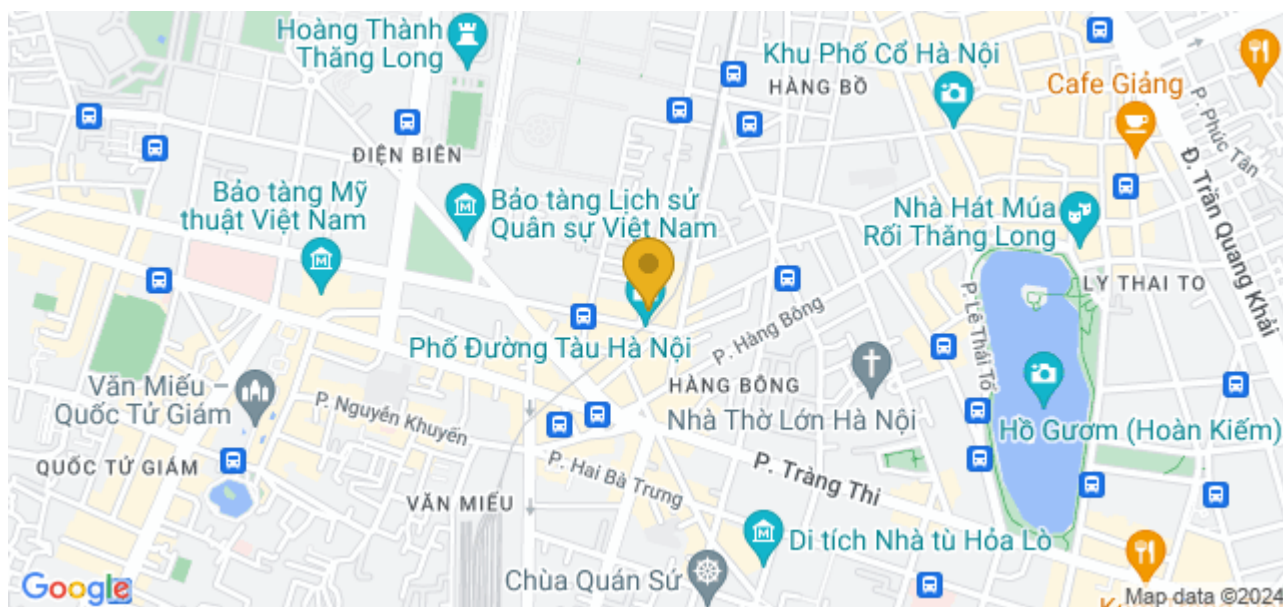 Hoàng Thành
Thăng Long
Khu Phố Cổ Hà Nội
HÀNG BỒ
Cafe Giảng
P. Phúc Tân
ĐIỆN BIÊN
Bảo tàng Mỹ
thuật Việt Nam
Bảo tàng Lịch sử
Quân sự Việt Nam
Nhà Hát Múa
Rối Thăng Long
Đ. Trần Quang Khải
LY THAI TO
P. Lê Thái Tổ
Phố Đường Tàu Hà Nội
P. Hàng Bông
HÀNG BÔNG
Nhà Thờ Lớn Hà Nội
Văn Miếu –
Quốc Tử Giám
P. Nguyễn Khuyến
Hồ Gươm (Hoàn Kiếm)
QUỐC TỬ GIÁM
P. Hai Bà Trưng
P. Tràng Thi
VĂN MIẾU
Di tích Nhà tù Hỏa Lò
Chùa Quán Sứ
Google
Map data ©2024